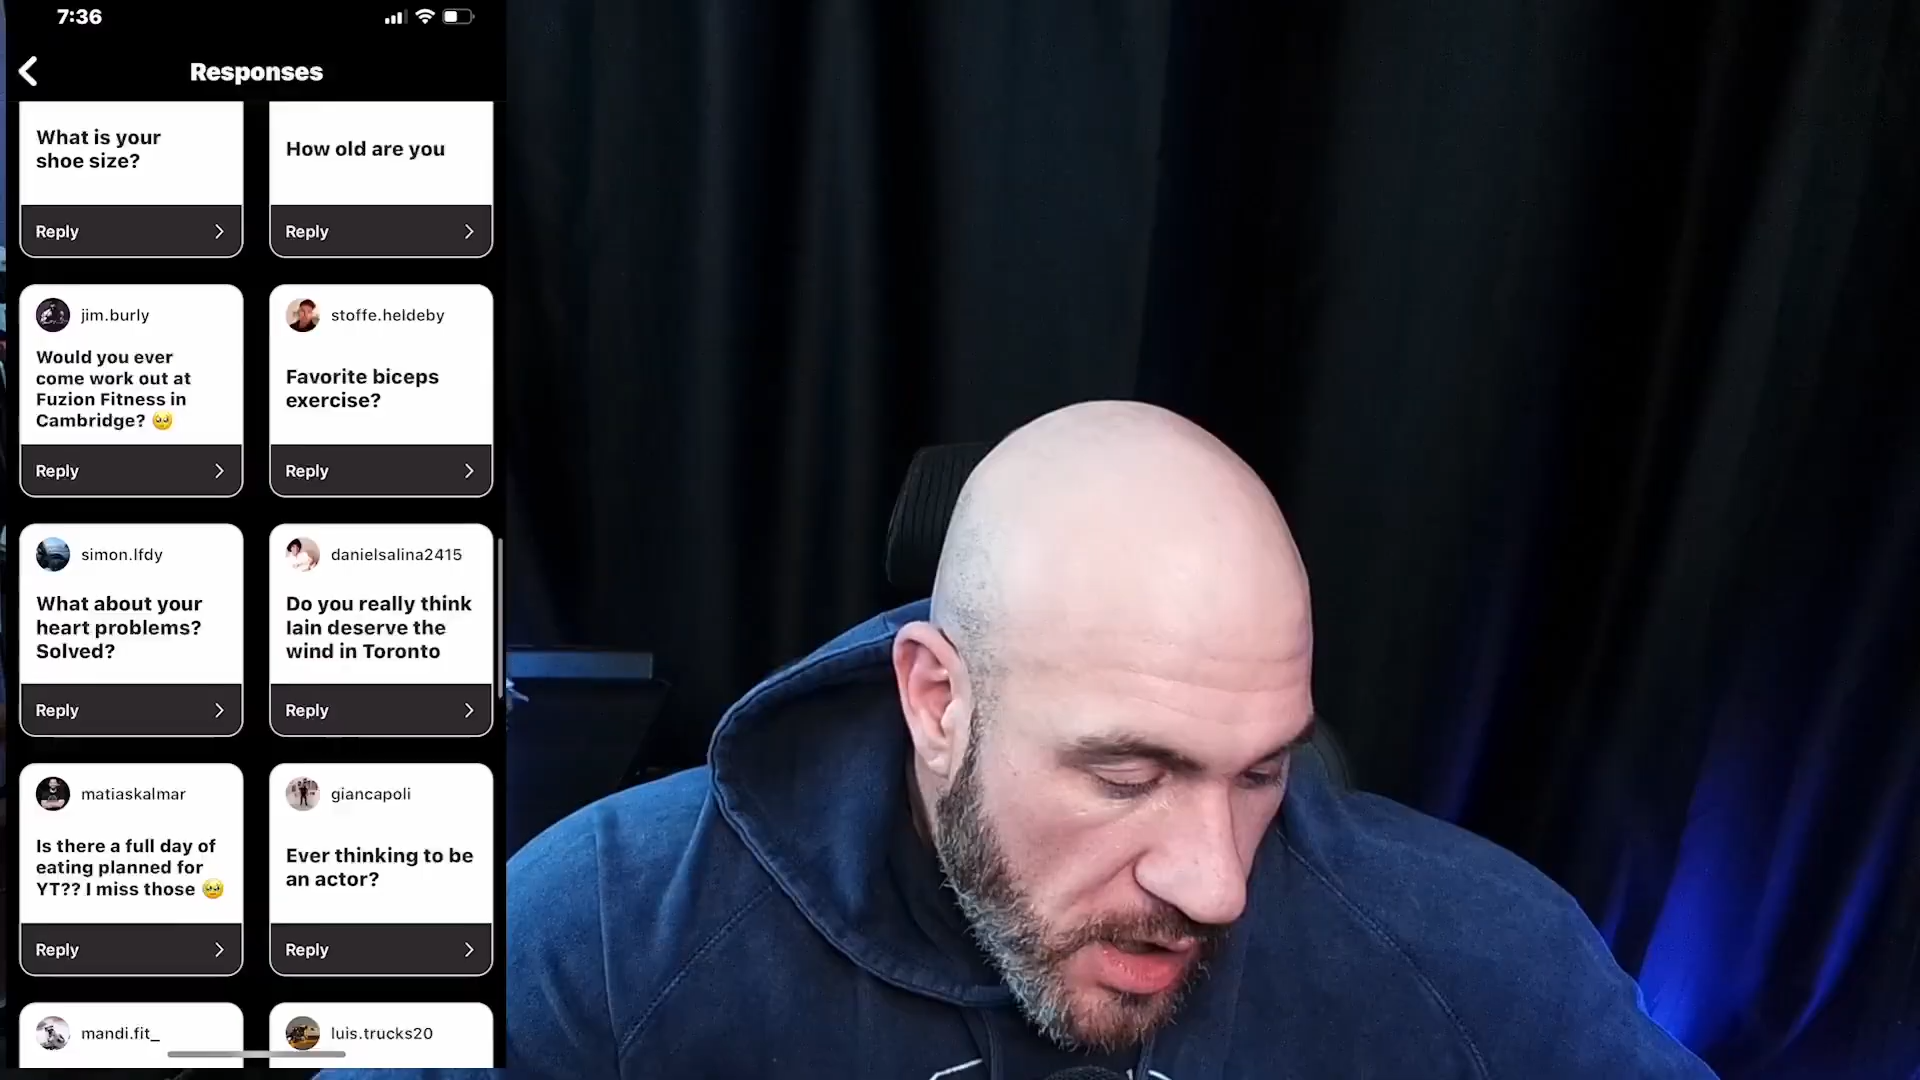 7:36
Responses
What is your
shoe size?
Reply
How old are you
Reply
jim.burly
Would you ever
come work out at
Fuzion Fitness in
Cambridge? 🥺
Reply
stoffe.heldeby
Favorite biceps
exercise?
Reply
simon.lfdy
What about your
heart problems?
Solved?
Reply
danielsalina2415
Do you really think
lain deserve the
wind in Toronto
Reply
matiaskalmar
Is there a full day of
eating planned for
YT?? I miss those 🥹
Reply
giancapoli
Ever thinking to be
an actor?
Reply
mandi.fit_
luis.trucks20